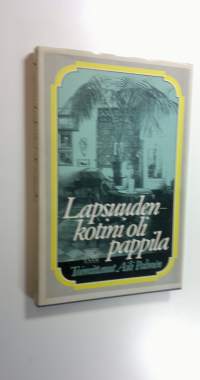 Lapsuuden-
kotini oli
pappila
Toimittanut Aili Palmén